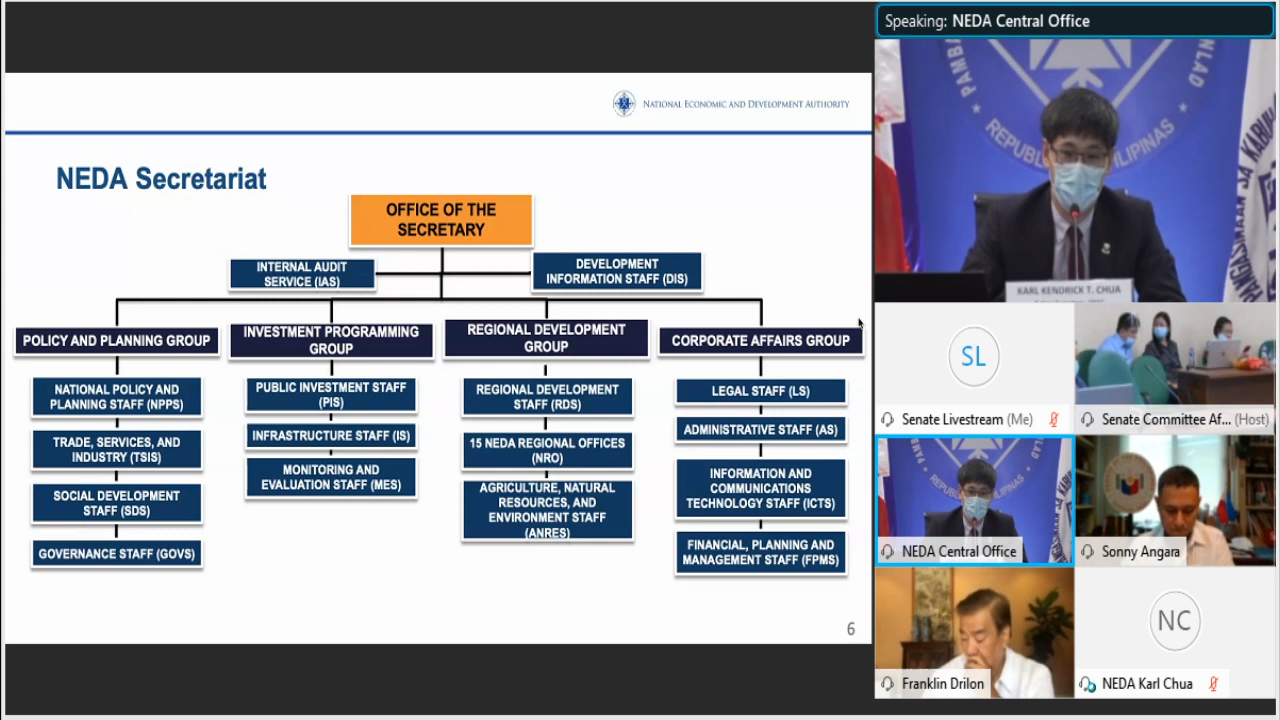 NATIONAL ECONOMIC AND DEVELOPMENT AUTHORITY
NEDA Secretariat
OFFICE OF THE
SECRETARY
INTERNAL AUDIT
SERVICE (IAS)
DEVELOPMENT
INFORMATION STAFF (DIS)
POLICY AND PLANNING GROUP
NATIONAL POLICY AND
PLANNING STAFF (NPPS)
TRADE, SERVICES, AND
INDUSTRY (TSIS)
SOCIAL DEVELOPMENT
STAFF (SDS)
GOVERNANCE STAFF (GOVS)
INVESTMENT PROGRAMMING
GROUP
PUBLIC INVESTMENT STAFF
(PIS)
INFRASTRUCTURE STAFF (IS)
MONITORING AND
EVALUATION STAFF (MES)
REGIONAL DEVELOPMENT
GROUP
REGIONAL DEVELOPMENT
STAFF (RDS)
15 NEDA REGIONAL OFFICES
(NRO)
AGRICULTURE, NATURAL
RESOURCES, AND
ENVIRONMENT STAFF
(ANRES)
CORPORATE AFFAIRS GROUP
LEGAL STAFF (LS)
ADMINISTRATIVE STAFF (AS)
INFORMATION AND
COMMUNICATIONS
TECHNOLOGY STAFF (ICTS)
FINANCIAL, PLANNING AND
MANAGEMENT STAFF (FPMS)
6
Speaking: NEDA Central Office
KARL KENDRICK T. CHUA
SL
Senate Livestream (Me)
Senate Committee Af... (Host)
NEDA Central Office
Sonny Angara
Franklin Drilon
NC
NEDA Karl Chua